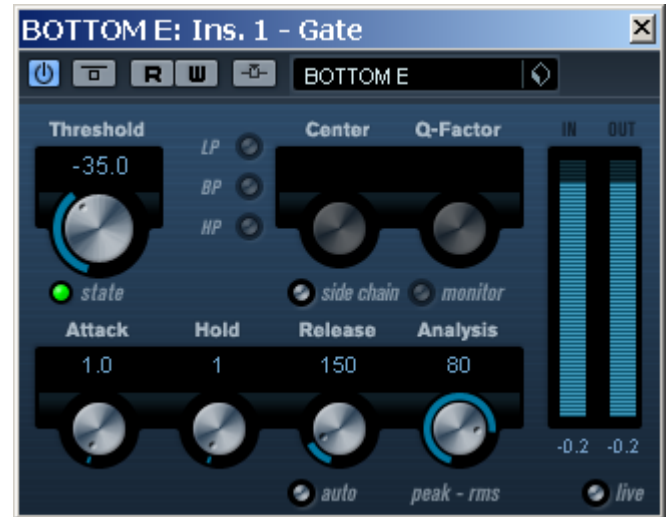 BOTTOM E: Ins. 1 - Gate
R W BOTTOM E
Threshold Center Q-Factor IN OUT
-35.0
LP
BP
HP
state side chain monitor
Attack Hold Release Analysis
1.0 1 150 80
-0.2 -0.2
auto peak - rms live